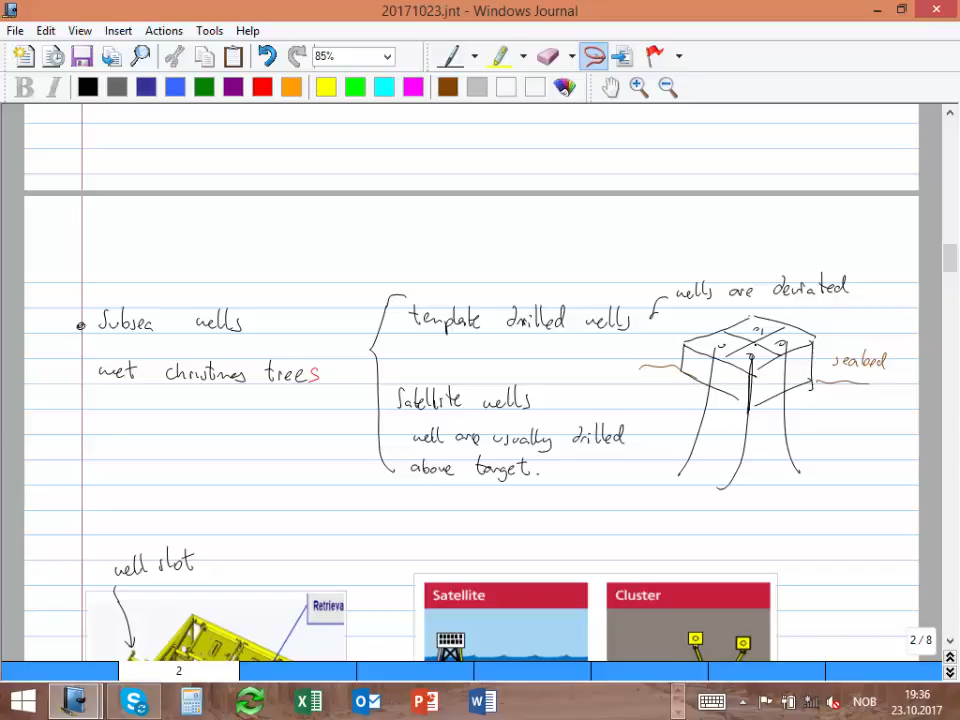 20171023.jnt - Windows Journal
File Edit View Insert Actions Tools Help
85%
B I
wells are deviated
Subsea wells
template drilled wells
wet christmas trees
seabed
Satellite wells
well are usually drilled
above target.
well slot
Retrieva
Satellite
Cluster
2 / 8
2
NOB
19:36
23.10.2017